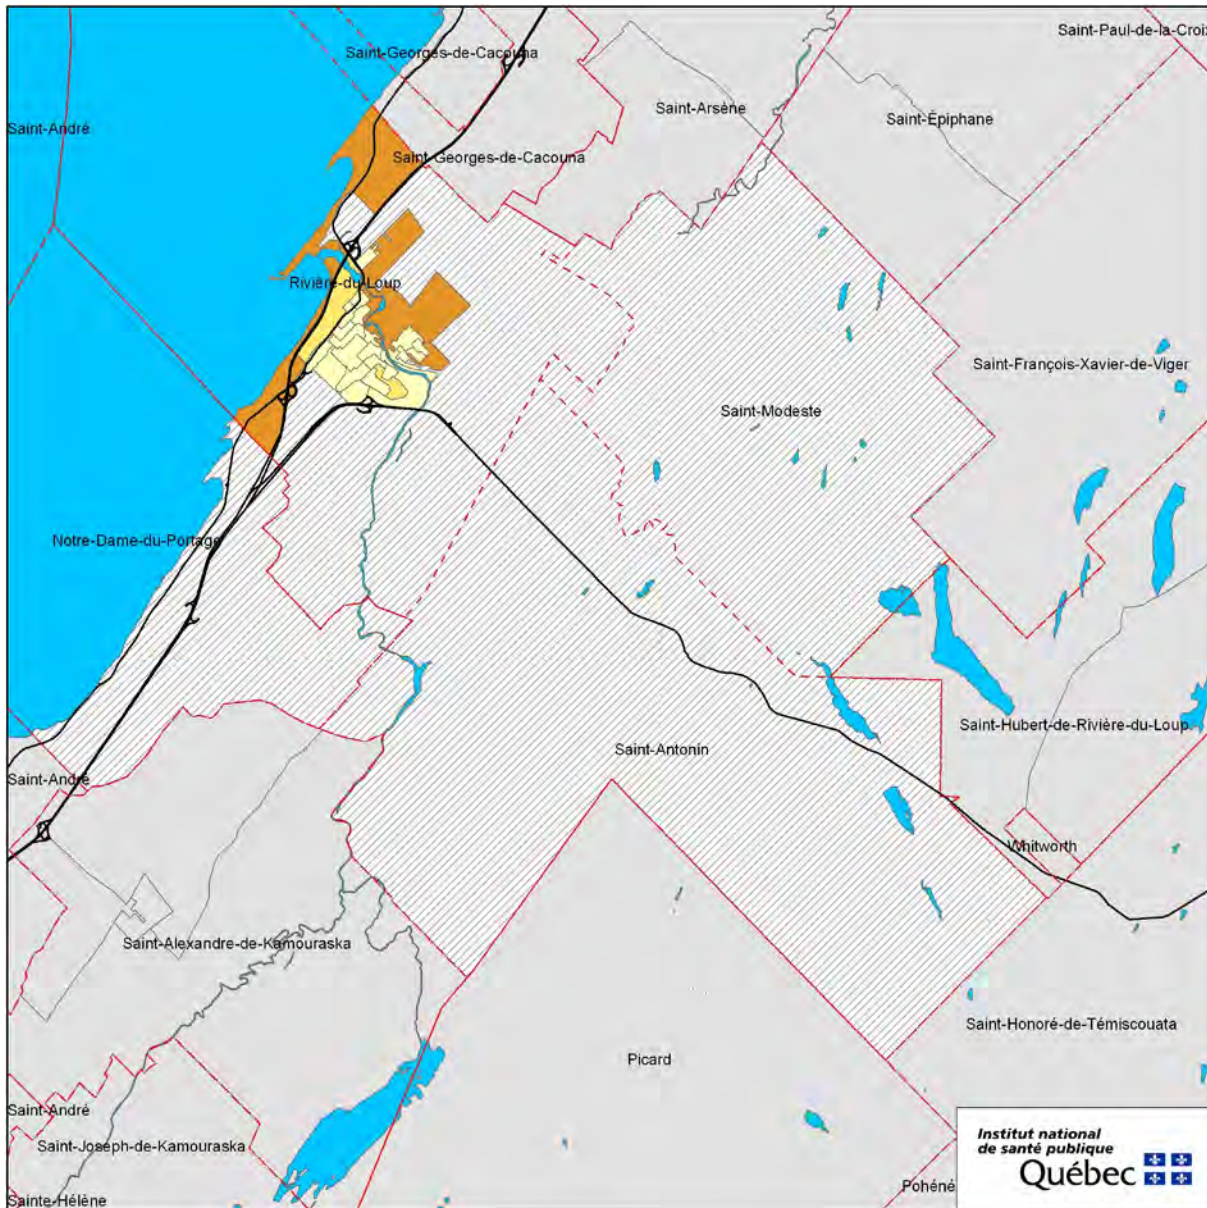 Saint-Paul-de-la-Croix
Saint-Georges-de-Cacouna
Saint-Arsène
Saint-Épiphane
Saint-André
Saint-Georges-de-Cacouna
Rivière-du-Loup
Saint-François-Xavier-de-Viger
Saint-Modeste
Notre-Dame-du-Portage
Saint-Hubert-de-Rivière-du-Loup
Saint-Antonin
Saint-André
Whitworth
Saint-Alexandre-de-Kamouraska
Saint-Honoré-de-Témiscouata
Picard
Saint-André
Saint-Joseph-de-Kamouraska
Pohéné
Sainte-Hélène
Institut national
de santé publique
Québec